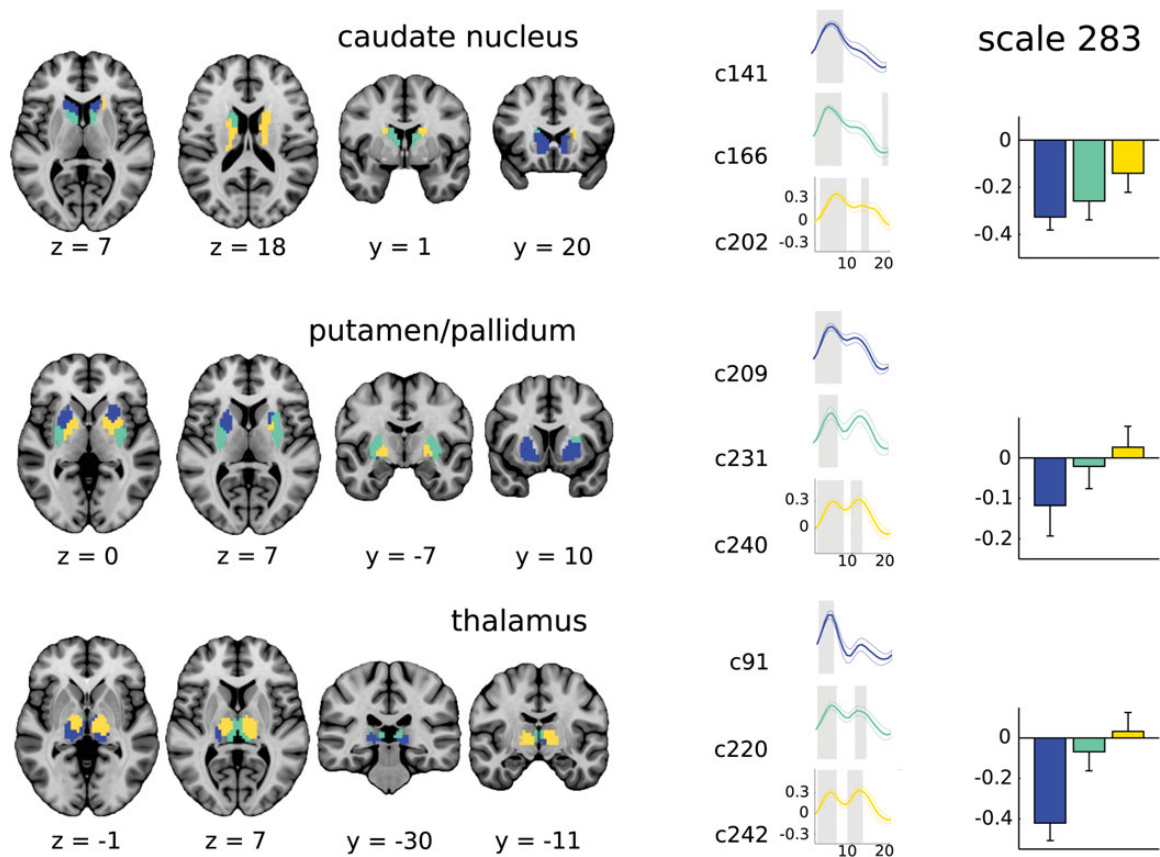 caudate nucleus
scale 283
c141
c166
c202
0.3
0
-0.3
10 20
0
-0.2
-0.4
z = 7 z = 18 y = 1 y = 20
putamen/pallidum
c209
c231
c240
0.3
0
10 20
0
-0.1
-0.2
z = 0 z = 7 y = -7 y = 10
thalamus
c91
c220
c242
0.3
0
-0.3
10 20
0
-0.2
-0.4
z = -1 z = 7 y = -30 y = -11